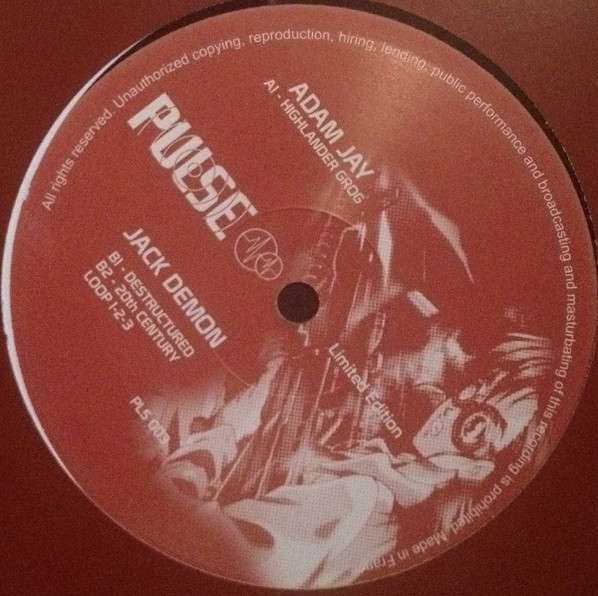 All rights reserved. Unauthorized copying, reproduction, hiring, lending, public performance and broadcasting and masturbating of this recording is prohibited. Made in
ADAM JAY
A1 - HIGHLANDER GROG
PULSE
JACK DEMON
B1 - DESTRUCTURED
B2 - 20th CENTURY
LOOP 1-2-3
PLS 003
Limited Edition